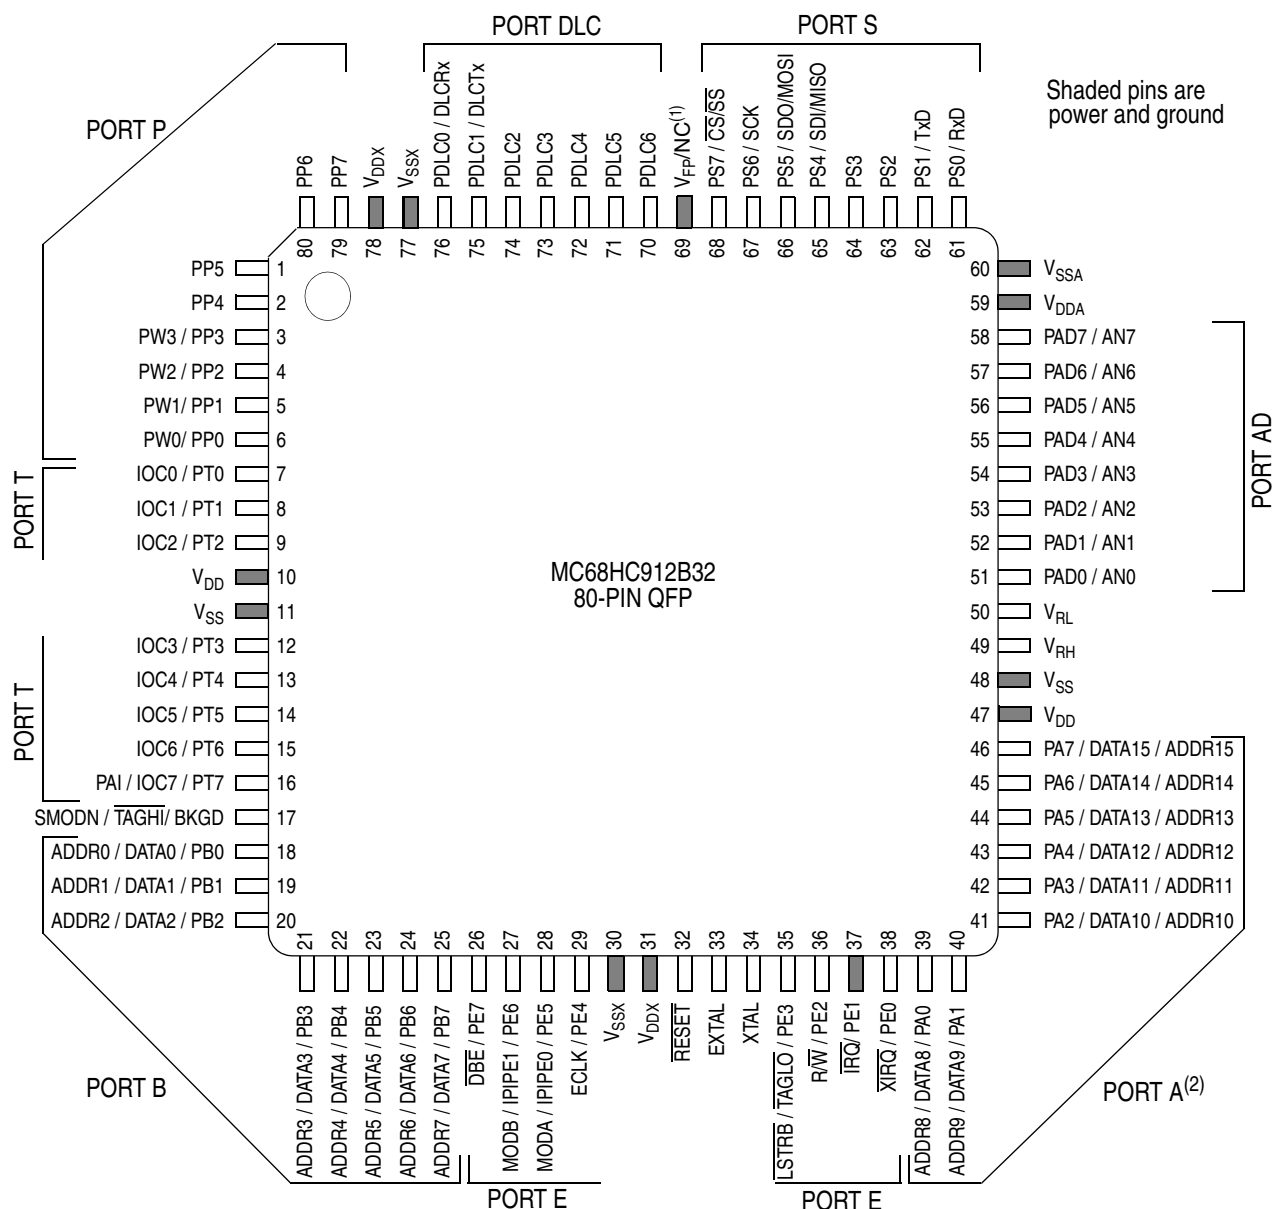 PORT DLC
PORT S
Shaded pins are
power and ground
PORT P
PP6
PP7
VDDX
VSSX
PDLC0 / DLCRx
PDLC1 / DLCTx
PDLC2
PDLC3
PDLC4
PDLC5
PDLC6
VFP/NC(1)
PS7 / CS/SS
PS6 / SCK
PS5 / SDO/MOSI
PS4 / SDI/MISO
PS3
PS2
PS1 / TxD
PS0 / RxD
80
79
78
77
76
75
74
73
72
71
70
69
68
67
66
65
64
63
62
61
PP5 1
PP4 2
PW3 / PP3 3
PW2 / PP2 4
PW1/ PP1 5
PW0/ PP0 6
PORT T
IOC0 / PT0 7
IOC1 / PT1 8
IOC2 / PT2 9
VDD 10
VSS 11
PORT T
IOC3 / PT3 12
IOC4 / PT4 13
IOC5 / PT5 14
IOC6 / PT6 15
PAI / IOC7 / PT7 16
SMODN / TAGHI/ BKGD 17
ADDR0 / DATA0 / PB0 18
ADDR1 / DATA1 / PB1 19
ADDR2 / DATA2 / PB2 20
MC68HC912B32
80-PIN QFP
60 VSSA
59 VDDA
58 PAD7 / AN7
57 PAD6 / AN6
56 PAD5 / AN5
55 PAD4 / AN4
54 PAD3 / AN3
53 PAD2 / AN2
52 PAD1 / AN1
51 PAD0 / AN0
PORT AD
50 VRL
49 VRH
48 VSS
47 VDD
46 PA7 / DATA15 / ADDR15
45 PA6 / DATA14 / ADDR14
44 PA5 / DATA13 / ADDR13
43 PA4 / DATA12 / ADDR12
42 PA3 / DATA11 / ADDR11
41 PA2 / DATA10 / ADDR10
21
22
23
24
25
26
27
28
29
30
31
32
33
34
35
36
37
38
39
40
ADDR3 / DATA3 / PB3
ADDR4 / DATA4 / PB4
ADDR5 / DATA5 / PB5
ADDR6 / DATA6 / PB6
ADDR7 / DATA7 / PB7
DBE / PE7
MODB / IPIPE1 / PE6
MODA / IPIPE0 / PE5
ECLK / PE4
VSSX
VDDX
RESET
EXTAL
XTAL
LSTRB / TAGLO / PE3
R/W / PE2
IRQ/ PE1
XIRQ / PE0
ADDR8 / DATA8 / PA0
ADDR9 / DATA9 / PA1
PORT B
PORT A(2)
PORT E
PORT E